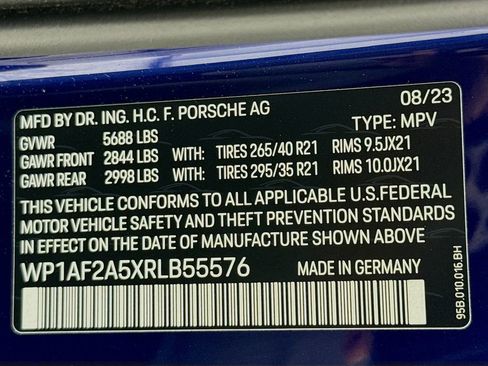 MFD BY DR. ING. H.C. F. PORSCHE AG 08/23
GVWR 5688 LBS TYPE: MPV
GAWR FRONT 2844 LBS WITH: TIRES 265/40 R21 RIMS 9.5JX21
GAWR REAR 2998 LBS WITH: TIRES 295/35 R21 RIMS 10.0JX21
THIS VEHICLE CONFORMS TO ALL APPLICABLE U.S.FEDERAL
MOTOR VEHICLE SAFETY AND THEFT PREVENTION STANDARDS
IN EFFECT ON THE DATE OF MANUFACTURE SHOWN ABOVE
WP1AF2A5XRLB55576 MADE IN GERMANY
95B.010.016.BH